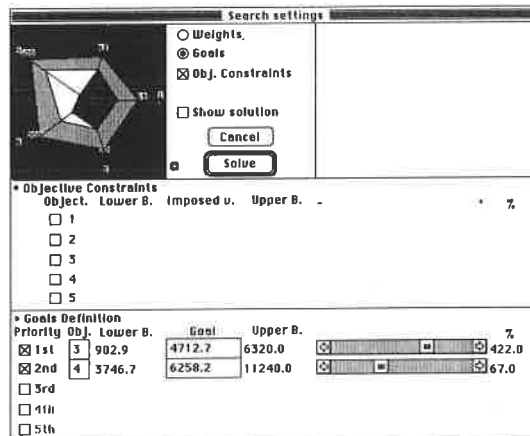 Search settings
Weights
Goals
Obj. Constraints
Show solution
Cancel
Solve
Objective Constraints
Object. Lower B. Imposed v. Upper B. %
1
2
3
4
5
Goals Definition
Priority Obj. Lower B. Goal Upper B. %
1st 3 902.9 4712.7 6320.0 422.0
2nd 4 3746.7 6258.2 11240.0 67.0
3rd
4th
5th